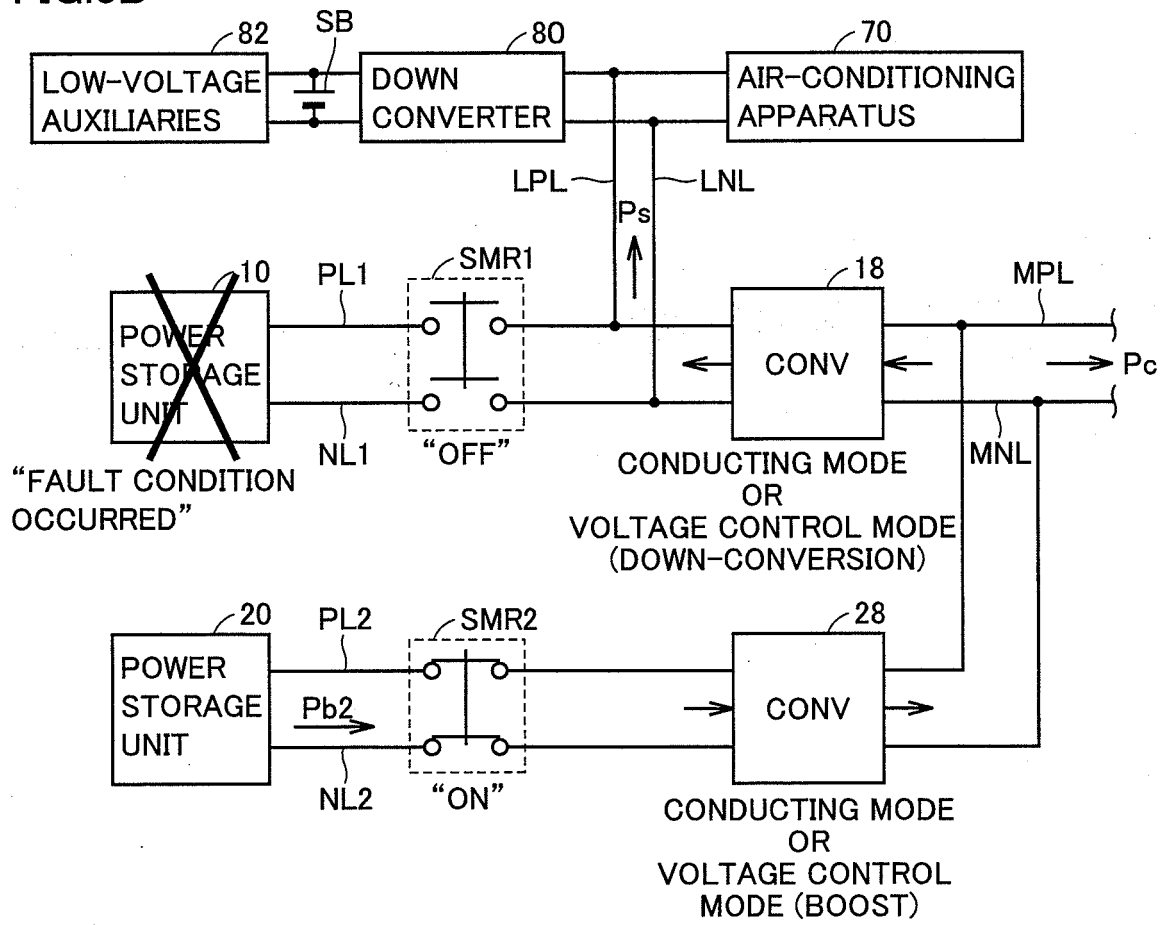 82
SB
80
70
LOW-VOLTAGE
AUXILIARIES
DOWN
CONVERTER
AIR-CONDITIONING
APPARATUS
LPL
LNL
Ps
10
PL1
SMR1
18
MPL
POWER
STORAGE
UNIT
CONV
Pc
NL1
"OFF"
MNL
"FAULT CONDITION
OCCURRED"
CONDUCTING MODE
OR
VOLTAGE CONTROL MODE
(DOWN-CONVERSION)
20
PL2
SMR2
28
POWER
STORAGE
UNIT
Pb2
CONV
NL2
"ON"
CONDUCTING MODE
OR
VOLTAGE CONTROL
MODE (BOOST)